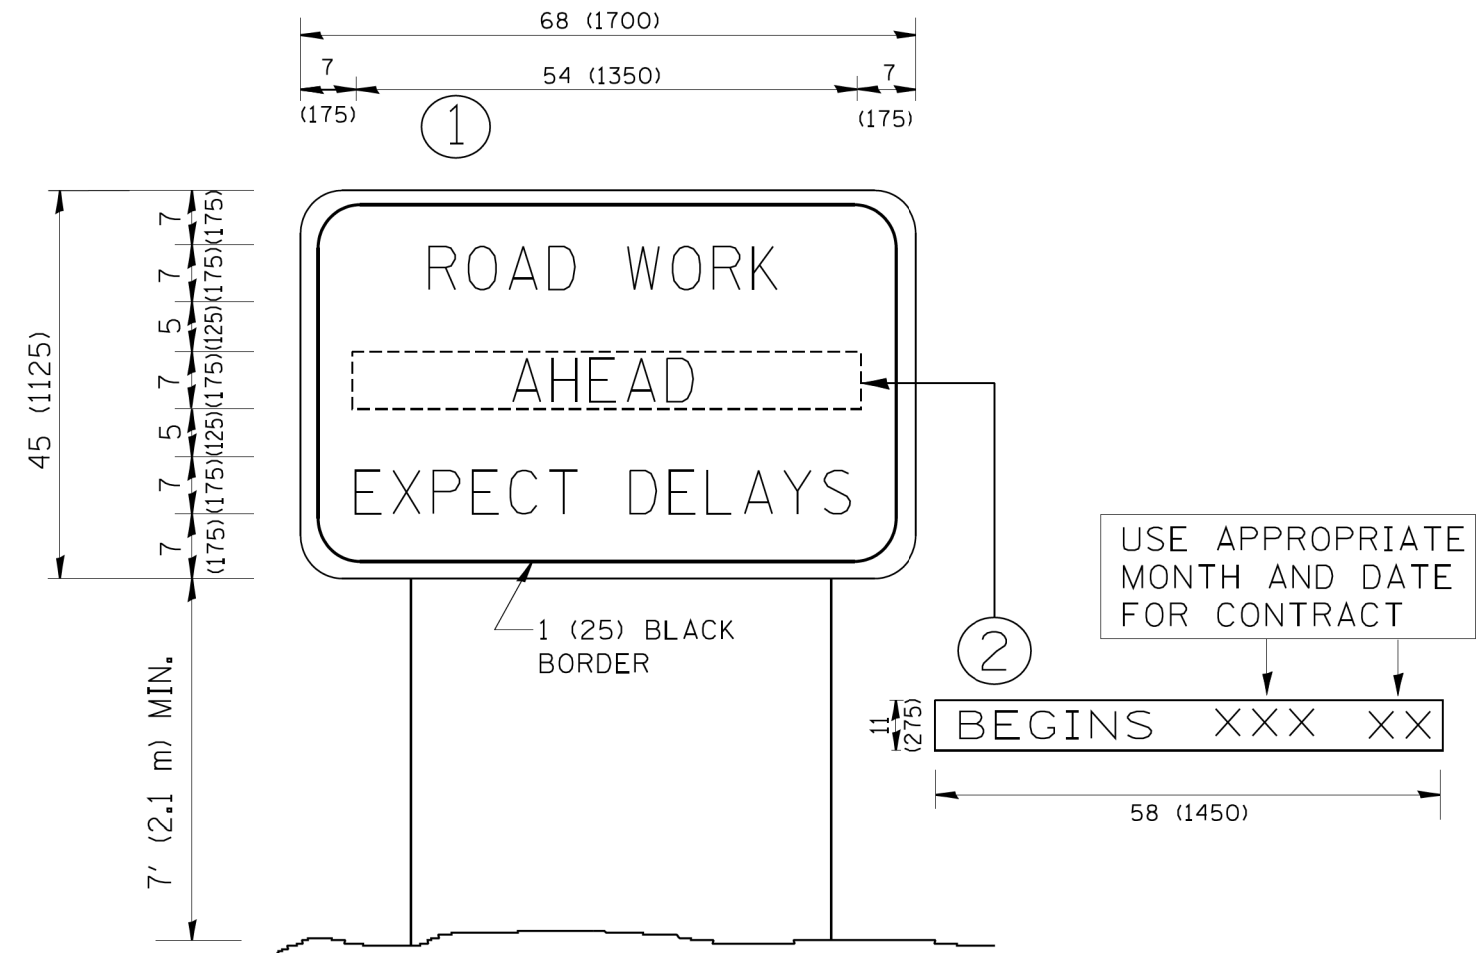 68 (1700)
7
54 (1350)
7
(175)
(175)
1
7 (175)
7 (175)
5 (125)
7 (175)
5 (125)
7 (175)
7 (175)
45 (1125)
ROAD WORK
AHEAD
EXPECT DELAYS
1 (25) BLACK
BORDER
7' (2.1 m) MIN.
USE APPROPRIATE
MONTH AND DATE
FOR CONTRACT
2
11
(275)
BEGINS XXX XX
58 (1450)